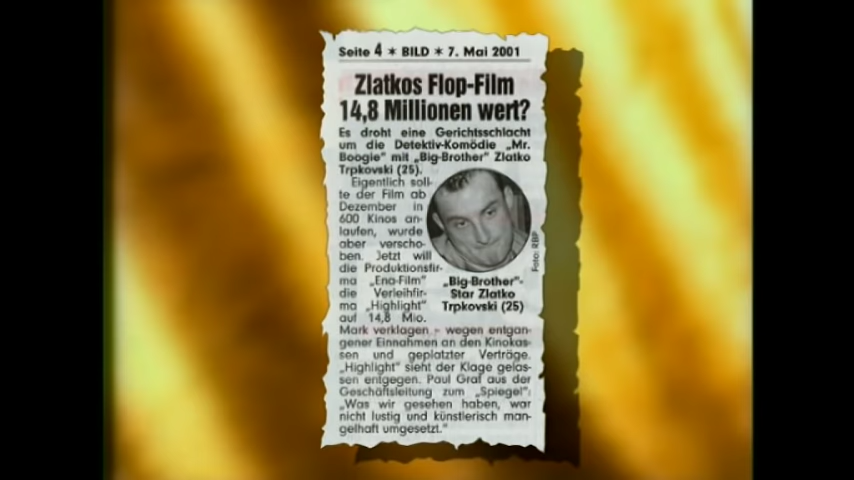 Seite 4 ✶ BILD ✶ 7. Mai 2001
Zlatkos Flop-Film
14,8 Millionen wert?
Es droht eine Gerichtsschlacht
um die Detektiv-Komödie „Mr.
Boogie" mit „Big-Brother" Zlatko
Trpkovski (25).
Eigentlich soll-
te der Film ab
Dezember in
600 Kinos an-
laufen, wurde
aber verscho-
ben. Jetzt will
die Produktionsfir-
ma „Ena-Film"
die Verleihfir-
ma „Highlight"
auf 14,8 Mio.
Mark verklagen – wegen entgan-
gener Einnahmen an den Kinokas-
sen und geplatzter Verträge.
„Highlight" sieht der Klage gelas-
sen entgegen. Paul Graf aus der
Geschäftsleitung zum „Spiegel":
„Was wir gesehen haben, war
nicht lustig und künstlerisch man-
gelhaft umgesetzt."
Foto: RBP
„Big-Brother"-
Star Zlatko
Trpkovski (25)